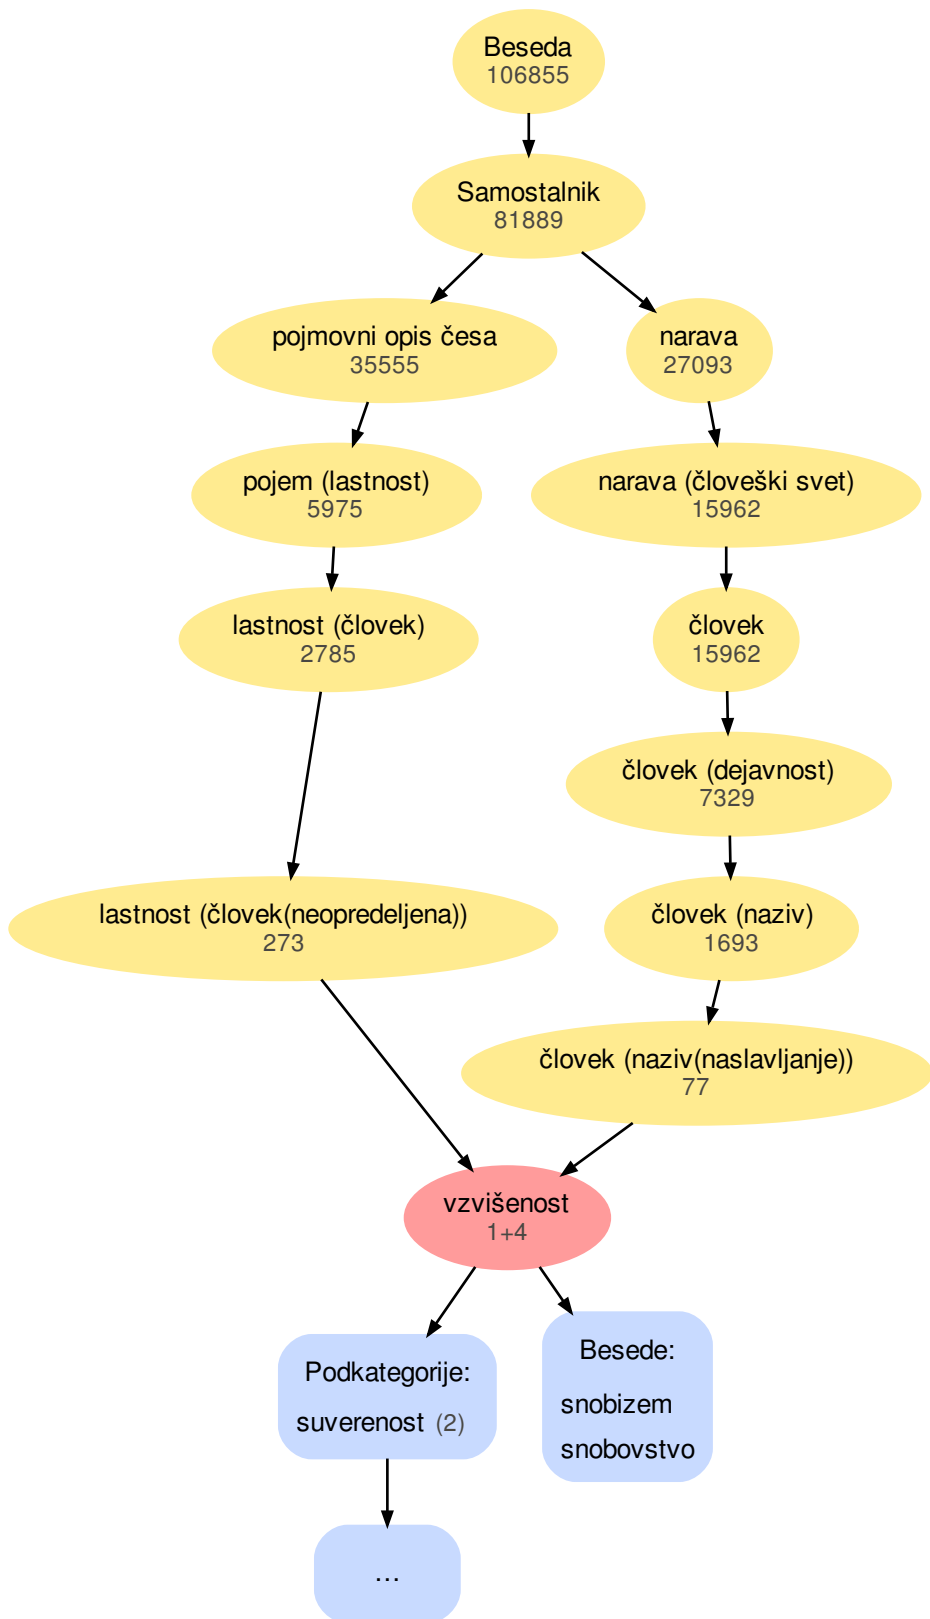 Beseda
106855
Samostalnik
81889
pojmovni opis česa
35555
narava
27093
pojem (lastnost)
5975
narava (človeški svet)
15962
lastnost (človek)
2785
človek
15962
človek (dejavnost)
7329
lastnost (človek(neopredeljena))
273
človek (naziv)
1693
človek (naziv(naslavljanje))
77
vzvišenost
1+4
Podkategorije:
suverenost (2)
Besede:
snobizem
snobovstvo
...